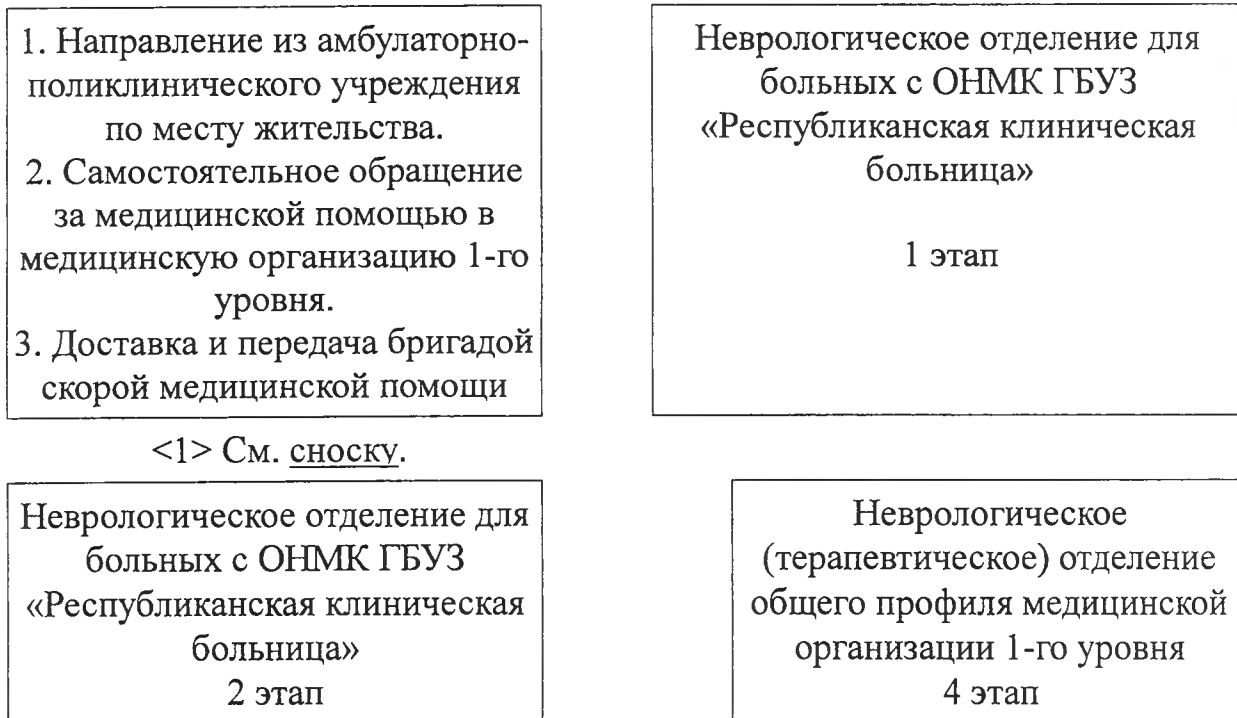 1. Направление из амбулаторно-
поликлинического учреждения
по месту жительства.
2. Самостоятельное обращение
за медицинской помощью в
медицинскую организацию 1-го
уровня.
3. Доставка и передача бригадой
скорой медицинской помощи
Неврологическое отделение для
больных с ОНМК ГБУЗ
«Республиканская клиническая
больница»
1 этап
<1> См. сноску.
Неврологическое отделение для
больных с ОНМК ГБУЗ
«Республиканская клиническая
больница»
2 этап
Неврологическое
(терапевтическое) отделение
общего профиля медицинской
организации 1-го уровня
4 этап